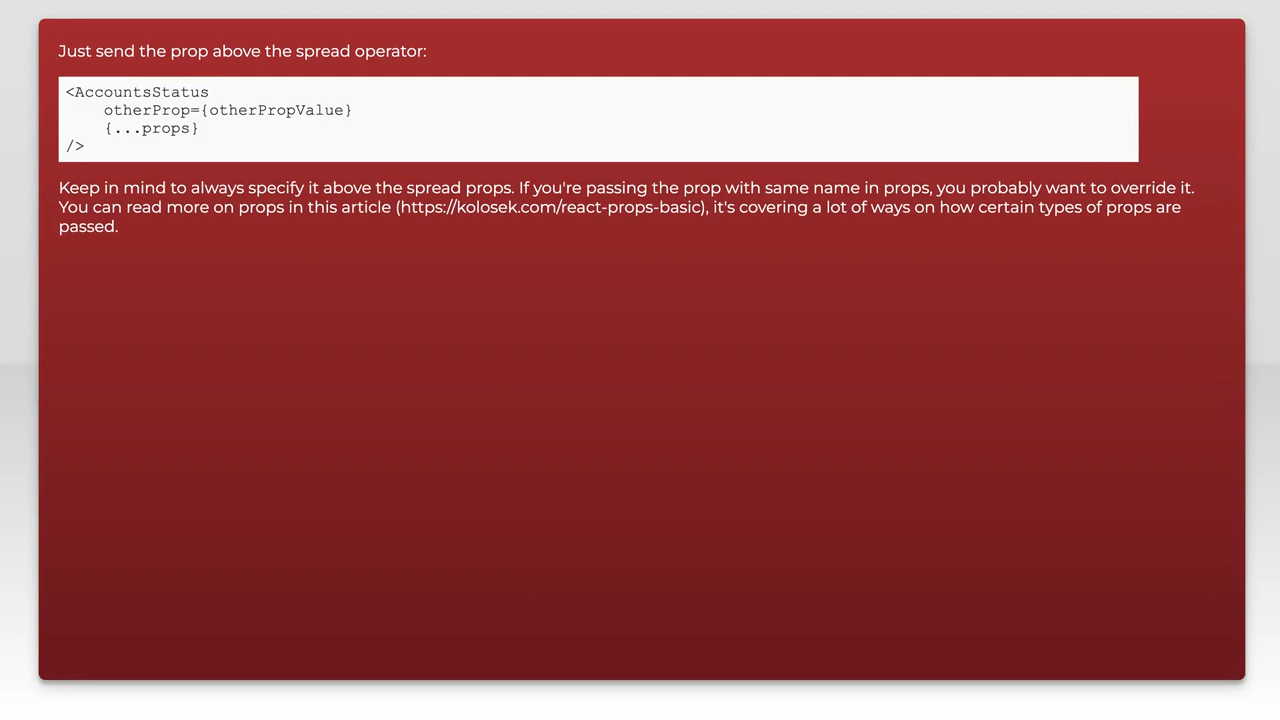 Just send the prop above the spread operator:
<AccountsStatus
    otherProp={otherPropValue}
    {...props}
/>
Keep in mind to always specify it above the spread props. If you're passing the prop with same name in props, you probably want to override it.
You can read more on props in this article (https://kolosek.com/react-props-basic), it's covering a lot of ways on how certain types of props are
passed.